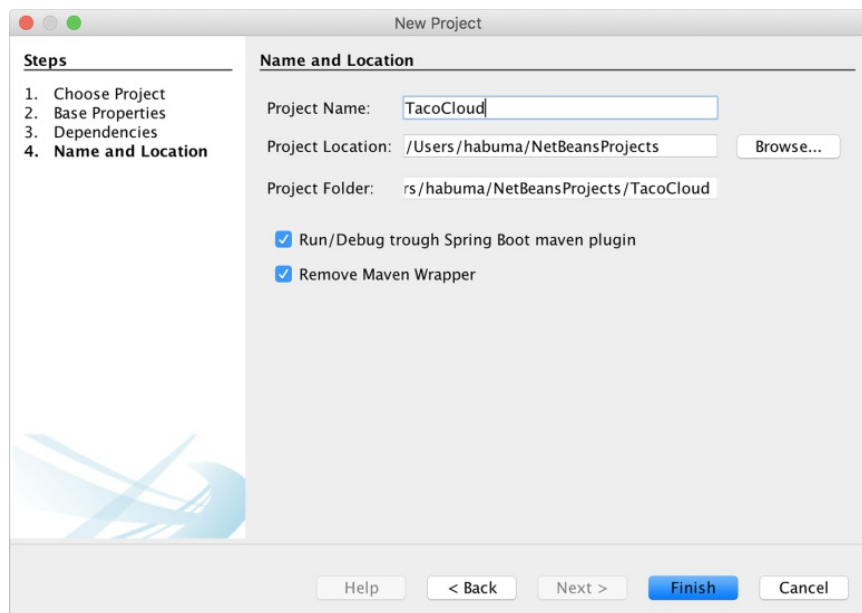 New Project
Steps
1. Choose Project
2. Base Properties
3. Dependencies
4. Name and Location
Name and Location
Project Name: TacoCloud
Project Location: /Users/habuma/NetBeansProjects Browse...
Project Folder: rs/habuma/NetBeansProjects/TacoCloud
Run/Debug trough Spring Boot maven plugin
Remove Maven Wrapper
Help < Back Next > Finish Cancel